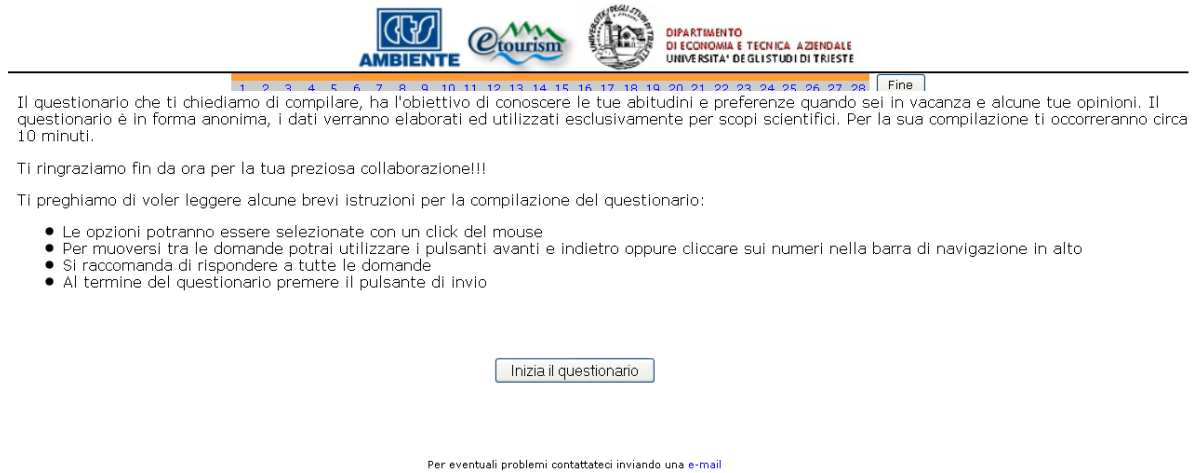 CTS
AMBIENTE
etourism
DIPARTIMENTO
DI ECONOMIA E TECNICA AZIENDALE
UNIVERSITA' DEGLI STUDI DI TRIESTE
1 2 3 4 5 6 7 8 9 10 11 12 13 14 15 16 17 18 19 20 21 22 23 24 25 26 27 28 Fine
Il questionario che ti chiediamo di compilare, ha l'obiettivo di conoscere le tue abitudini e preferenze quando sei in vacanza e alcune tue opinioni. Il
questionario è in forma anonima, i dati verranno elaborati ed utilizzati esclusivamente per scopi scientifici. Per la sua compilazione ti occorreranno circa
10 minuti.
Ti ringraziamo fin da ora per la tua preziosa collaborazione!!!
Ti preghiamo di voler leggere alcune brevi istruzioni per la compilazione del questionario:
● Le opzioni potranno essere selezionate con un click del mouse
● Per muoversi tra le domande potrai utilizzare i pulsanti avanti e indietro oppure cliccare sui numeri nella barra di navigazione in alto
● Si raccomanda di rispondere a tutte le domande
● Al termine del questionario premere il pulsante di invio
Inizia il questionario
Per eventuali problemi contattateci inviando una e-mail